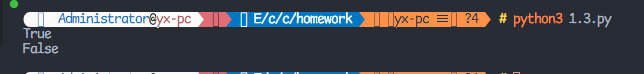 Administrator@yx-pc E/c/c/homework yx-pc ≡ ?4 # python3 1.3.py
True
False